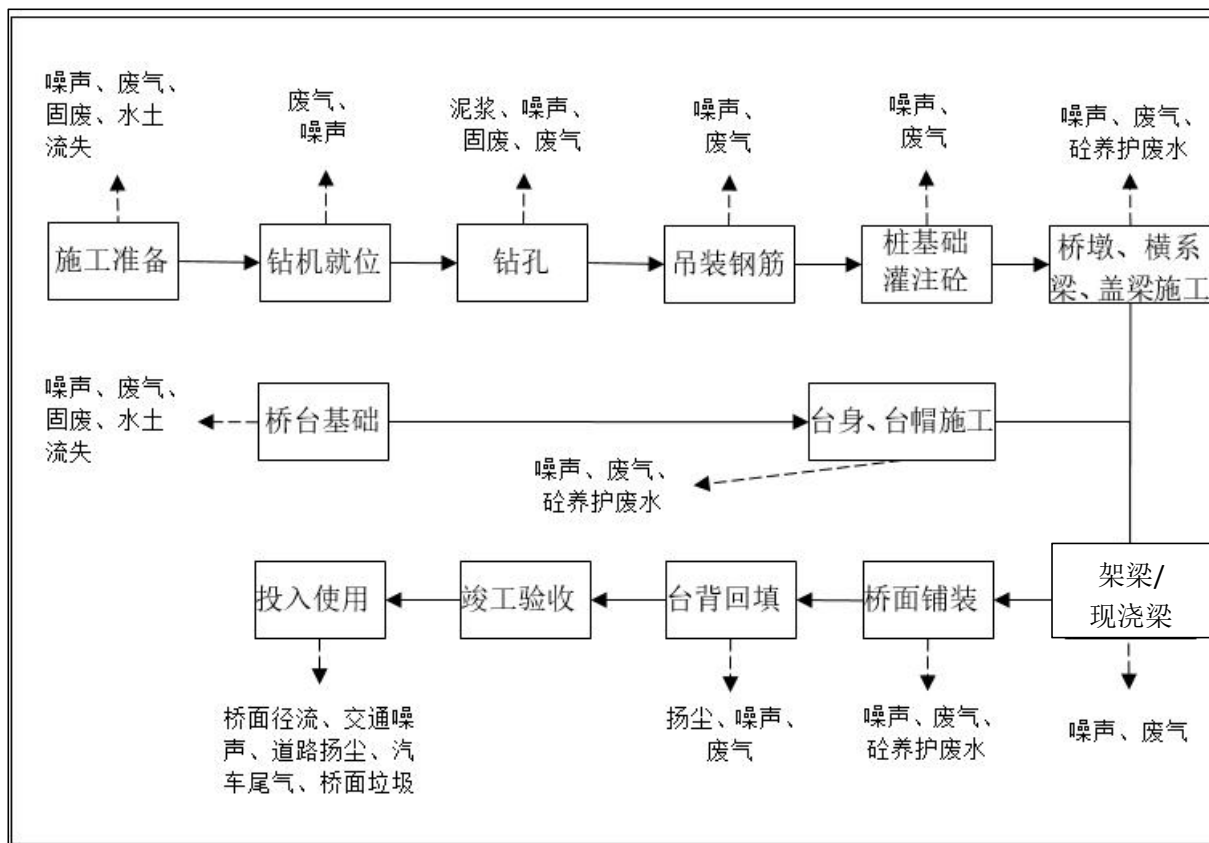 噪声、废气、
固废、水土
流失
废气、
噪声
泥浆、噪声、
固废、废气
噪声、
废气
噪声、
废气
噪声、废气、
砼养护废水
施工准备
钻机就位
钻孔
吊装钢筋
桩基础
灌注砼
桥墩、横系
梁、盖梁施工
噪声、废气、
固废、水土
流失
桥台基础
台身、台帽施工
噪声、废气、
砼养护废水
投入使用
竣工验收
台背回填
桥面铺装
架梁/
现浇梁
桥面径流、交通噪
声、道路扬尘、汽
车尾气、桥面垃圾
扬尘、噪声、
废气
噪声、废气、
砼养护废水
噪声、废气